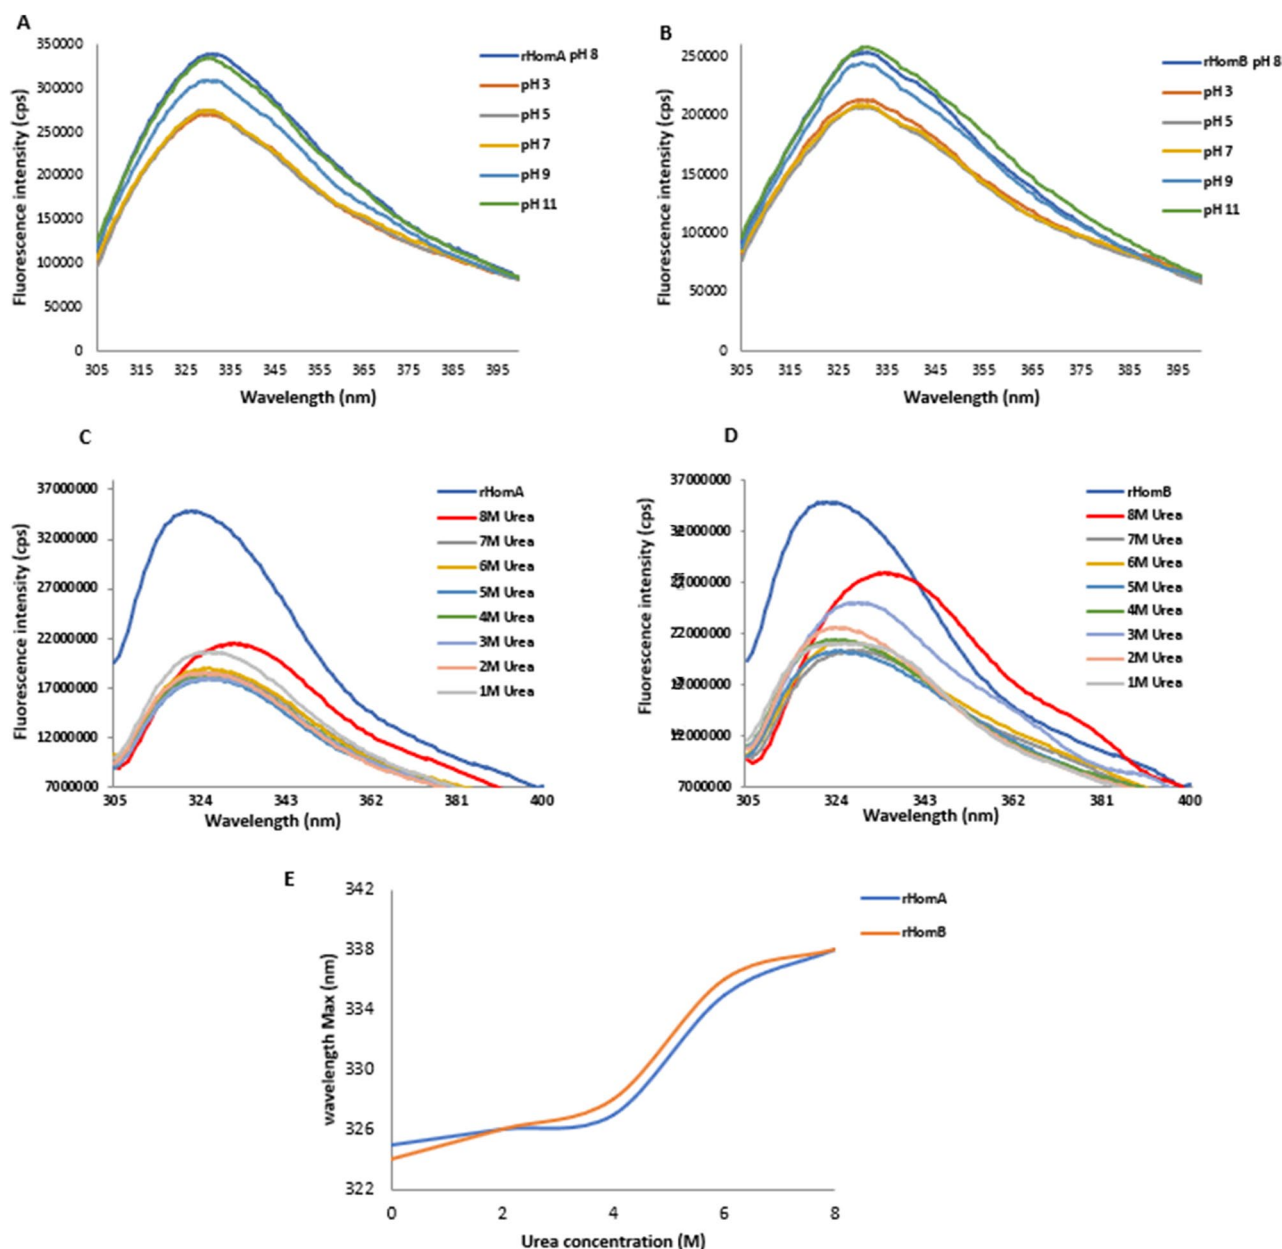 A
Fluorescence intensity (cps)
350000
300000
250000
200000
150000
100000
50000
0
305 315 325 335 345 355 365 375 385 395
Wavelength (nm)
rHomA pH 8
pH 3
pH 5
pH 7
pH 9
pH 11
B
Fluorescence intensity (cps)
250000
200000
150000
100000
50000
0
305 315 325 335 345 355 365 375 385 395
Wavelength (nm)
rHomB pH 8
pH 3
pH 5
pH 7
pH 9
pH 11
C
Fluorescence intensity (cps)
37000000
32000000
27000000
22000000
17000000
12000000
7000000
305 324 343 362 381 400
Wavelength (nm)
rHomA
8M Urea
7M Urea
6M Urea
5M Urea
4M Urea
3M Urea
2M Urea
1M Urea
D
Fluorescence intensity (cps)
37000000
32000000
27000000
22000000
17000000
12000000
7000000
305 324 343 362 381 400
Wavelength (nm)
rHomB
8M Urea
7M Urea
6M Urea
5M Urea
4M Urea
3M Urea
2M Urea
1M Urea
E
wavelength Max (nm)
342
338
334
330
326
322
0 2 4 6 8
Urea concentration (M)
rHomA
rHomB